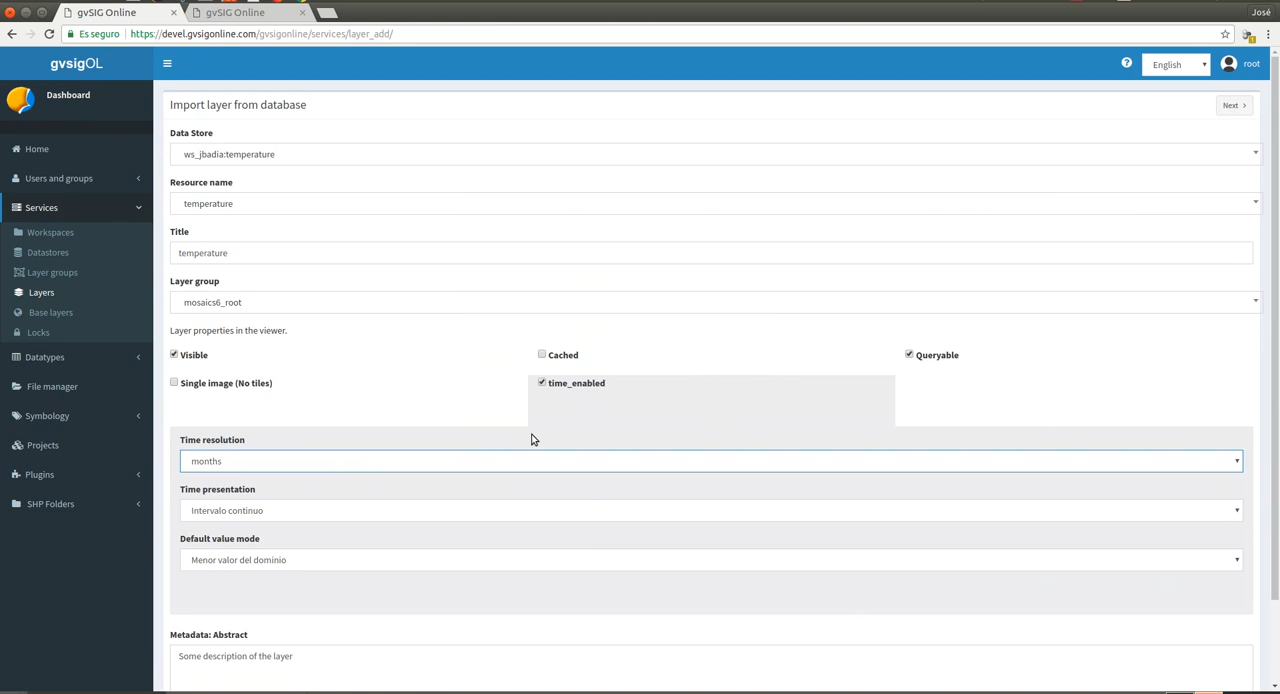 gvSIG Online
gvSIG Online
José
Es seguro
https://devel.gvsigonline.com/gvsigonline/services/layer_add/
gvsigOL
English
root
Dashboard
Home
Users and groups
Services
Workspaces
Datastores
Layer groups
Layers
Base layers
Locks
Datatypes
File manager
Symbology
Projects
Plugins
SHP Folders
Import layer from database
Next
Data Store
ws_jbadia:temperature
Resource name
temperature
Title
temperature
Layer group
mosaics6_root
Layer properties in the viewer.
Visible
Cached
Queryable
Single image (No tiles)
time_enabled
Time resolution
months
Time presentation
Intervalo continuo
Default value mode
Menor valor del dominio
Metadata: Abstract
Some description of the layer